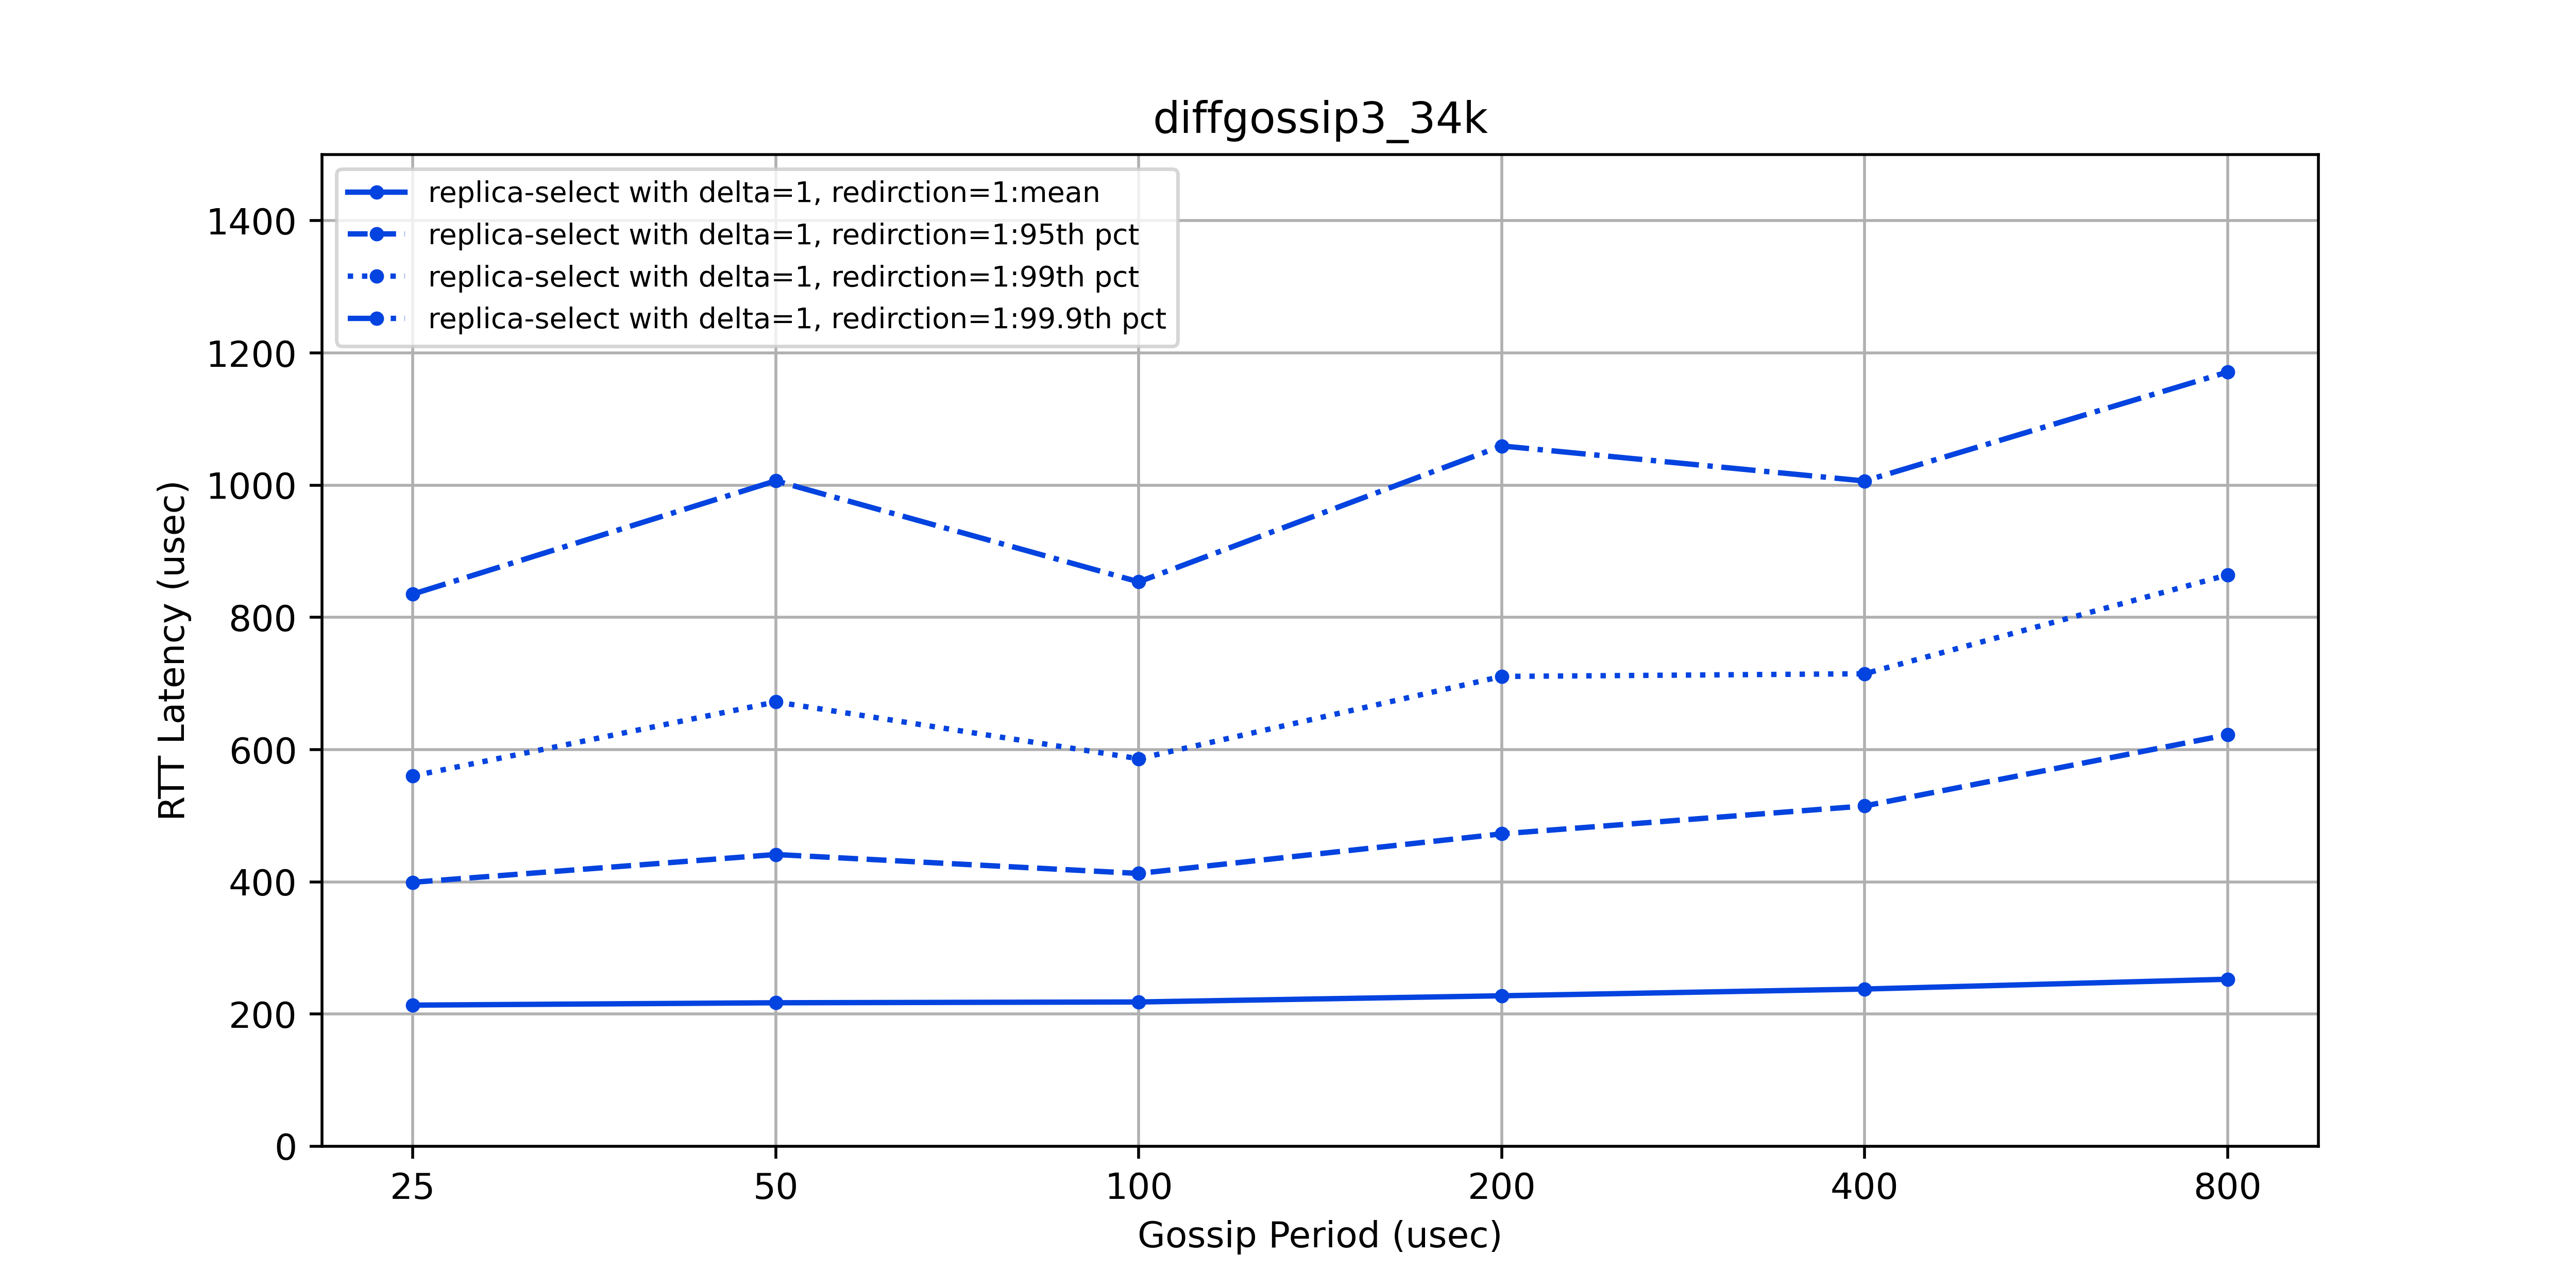 diffgossip3_34k
replica-select with delta=1, redirction=1:mean
replica-select with delta=1, redirction=1:95th pct
replica-select with delta=1, redirction=1:99th pct
replica-select with delta=1, redirction=1:99.9th pct
RTT Latency (usec)
1400
1200
1000
800
600
400
200
0
25 50 100 200 400 800
Gossip Period (usec)